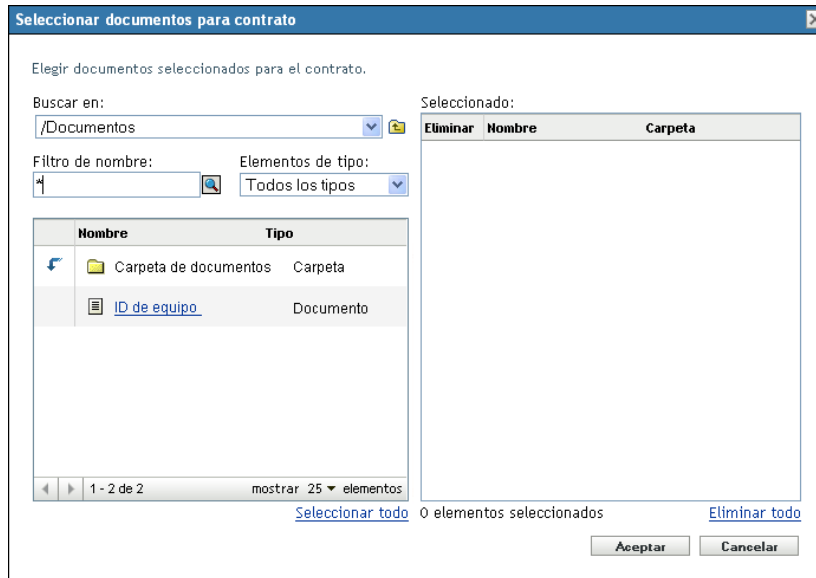 Seleccionar documentos para contrato
Elegir documentos seleccionados para el contrato.
Buscar en:
/Documentos
Filtro de nombre:
Elementos de tipo:
*
Todos los tipos
Nombre
Tipo
Carpeta de documentos
Carpeta
ID de equipo
Documento
1 - 2 de 2
mostrar 25 elementos
Seleccionar todo
Seleccionado:
Eliminar
Nombre
Carpeta
0 elementos seleccionados
Eliminar todo
Aceptar
Cancelar